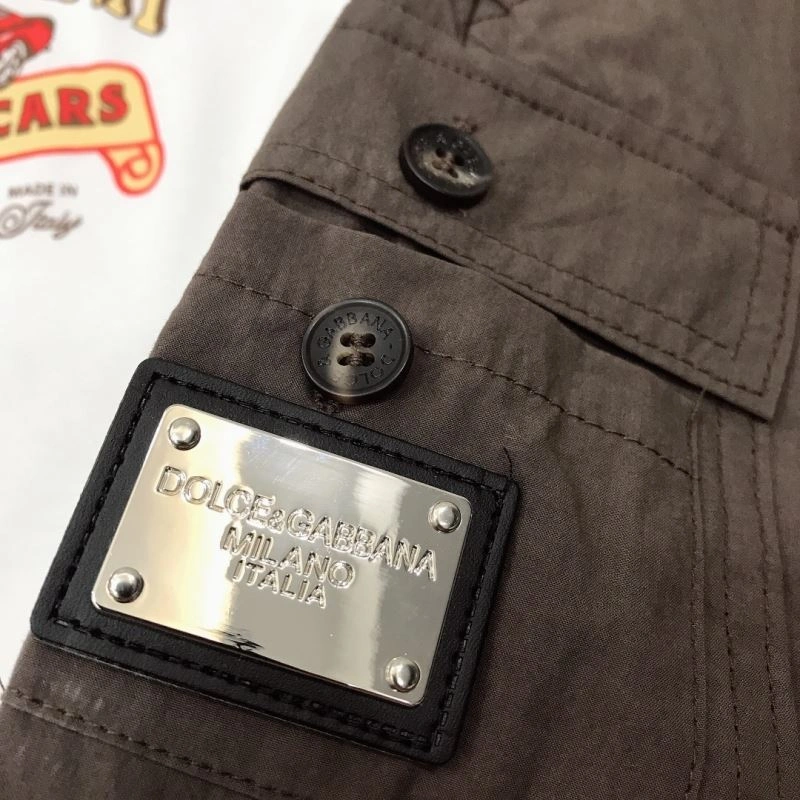 CARS
MADE IN
Italy
& GABBANA - DOLCE
DOLCE&GABBANA
MILANO
ITALIA